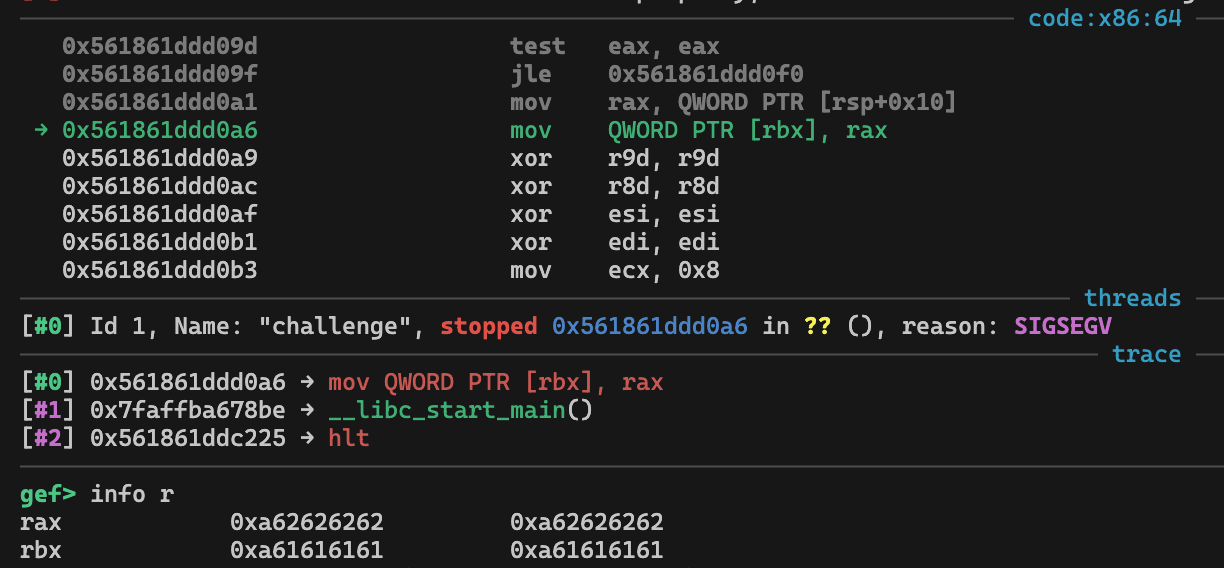 code:x86:64
0x561861ddd09d test eax, eax
0x561861ddd09f jle 0x561861ddd0f0
0x561861ddd0a1 mov rax, QWORD PTR [rsp+0x10]
→ 0x561861ddd0a6 mov QWORD PTR [rbx], rax
0x561861ddd0a9 xor r9d, r9d
0x561861ddd0ac xor r8d, r8d
0x561861ddd0af xor esi, esi
0x561861ddd0b1 xor edi, edi
0x561861ddd0b3 mov ecx, 0x8
threads
[#0] Id 1, Name: "challenge", stopped 0x561861ddd0a6 in ?? (), reason: SIGSEGV
trace
[#0] 0x561861ddd0a6 → mov QWORD PTR [rbx], rax
[#1] 0x7faffba678be → __libc_start_main()
[#2] 0x561861ddc225 → hlt
gef> info r
rax 0xa62626262 0xa62626262
rbx 0xa61616161 0xa61616161